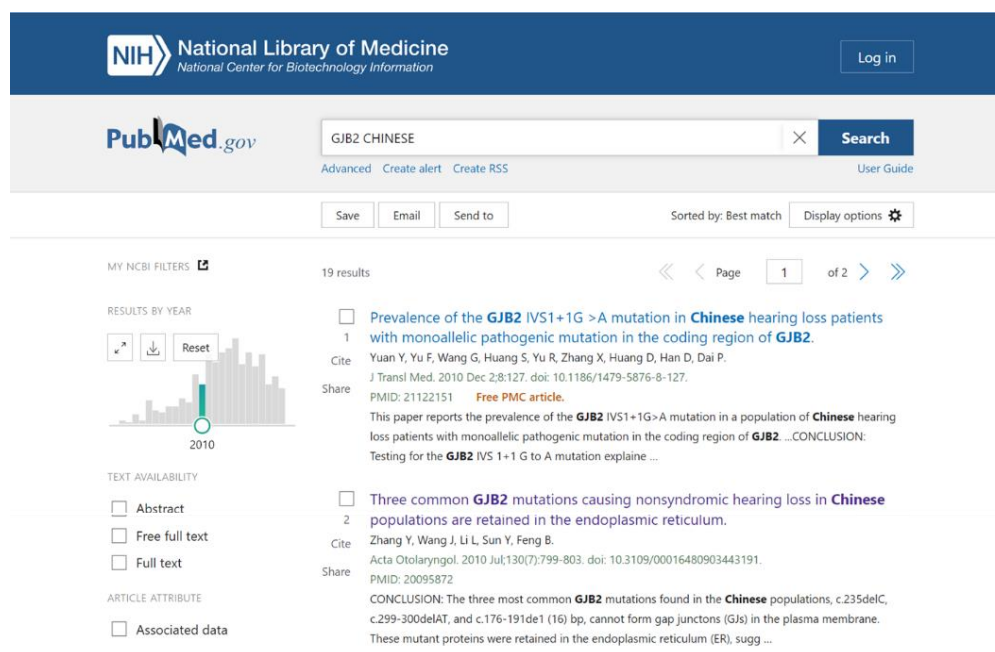 NIH National Library of Medicine
National Center for Biotechnology Information
Log in
PubMed.gov
GJB2 CHINESE
Search
Advanced Create alert Create RSS
User Guide
Save Email Send to
Sorted by: Best match Display options
MY NCBI FILTERS
19 results
Page 1 of 2
RESULTS BY YEAR
Reset
2010
TEXT AVAILABILITY
Abstract
Free full text
Full text
ARTICLE ATTRIBUTE
Associated data
1
Cite
Share
Prevalence of the GJB2 IVS1+1G >A mutation in Chinese hearing loss patients
with monoallelic pathogenic mutation in the coding region of GJB2.
Yuan Y, Yu F, Wang G, Huang S, Yu R, Zhang X, Huang D, Han D, Dai P.
J Transl Med. 2010 Dec 2;8:127. doi: 10.1186/1479-5876-8-127.
PMID: 21122151 Free PMC article.
This paper reports the prevalence of the GJB2 IVS1+1G>A mutation in a population of Chinese hearing
loss patients with monoallelic pathogenic mutation in the coding region of GJB2. ...CONCLUSION:
Testing for the GJB2 IVS 1+1 G to A mutation explaine ...
2
Cite
Share
Three common GJB2 mutations causing nonsyndromic hearing loss in Chinese
populations are retained in the endoplasmic reticulum.
Zhang Y, Wang J, Li L, Sun Y, Feng B.
Acta Otolaryngol. 2010 Jul;130(7):799-803. doi: 10.3109/00016480903443191.
PMID: 20095872
CONCLUSION: The three most common GJB2 mutations found in the Chinese populations, c.235delC,
c.299-300delAT, and c.176-191de1 (16) bp, cannot form gap junctons (GJs) in the plasma membrane.
These mutant proteins were retained in the endoplasmic reticulum (ER), sugg ...